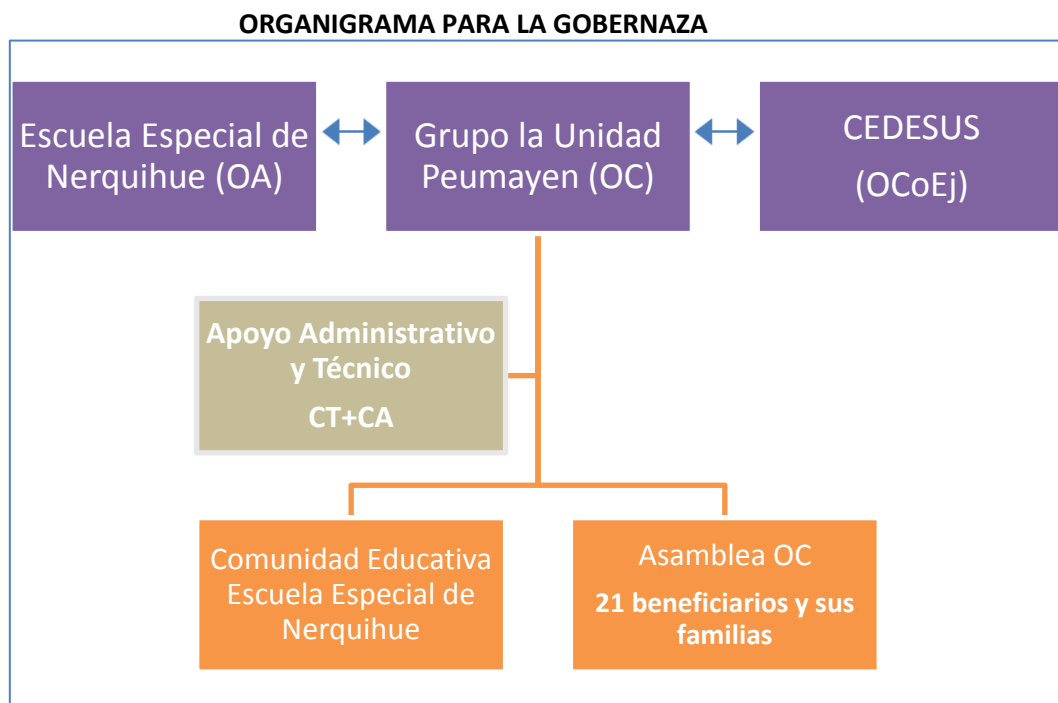 ORGANIGRAMA PARA LA GOBERNAZA
Escuela Especial de
Nerquihue (OA)
Grupo la Unidad
Peumayen (OC)
CEDESUS
(OCoEj)
Apoyo Administrativo
y Técnico
CT+CA
Comunidad Educativa
Escuela Especial de
Nerquihue
Asamblea OC
21 beneficiarios y sus
familias